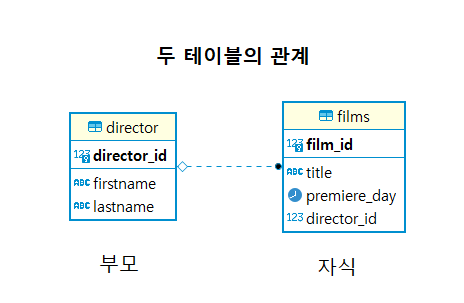 두 테이블의 관계
director
123 director_id
ABC firstname
ABC lastname
부모
films
123 film_id
ABC title
premiere_day
123 director_id
자식